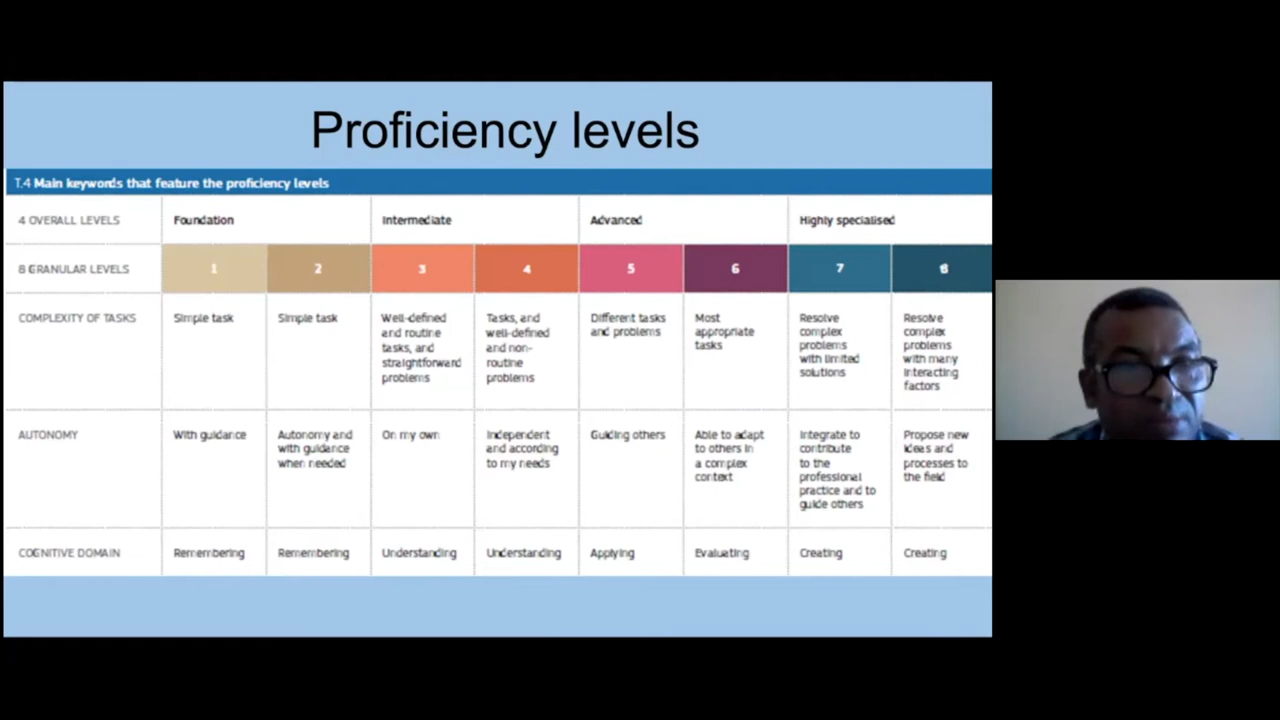 Proficiency levels
T.4 Main keywords that feature the proficiency levels
4 OVERALL LEVELS
Foundation
Intermediate
Advanced
Highly specialised
8 GRANULAR LEVELS
1
2
3
4
5
6
7
8
COMPLEXITY OF TASKS
Simple task
Simple task
Well-defined
and routine
tasks, and
straightforward
problems
Tasks, and
well-defined
and non-
routine
problems
Different tasks
and problems
Most
appropriate
tasks
Resolve
complex
problems
with limited
solutions
Resolve
complex
problems
with many
interacting
factors
AUTONOMY
With guidance
Autonomy and
with guidance
when needed
On my own
Independent
and according
to my needs
Guiding others
Able to adapt
to others in
a complex
context
Integrate to
contribute
to the
professional
practice and to
guide others
Propose new
ideas and
processes to
the field
COGNITIVE DOMAIN
Remembering
Remembering
Understanding
Understanding
Applying
Evaluating
Creating
Creating